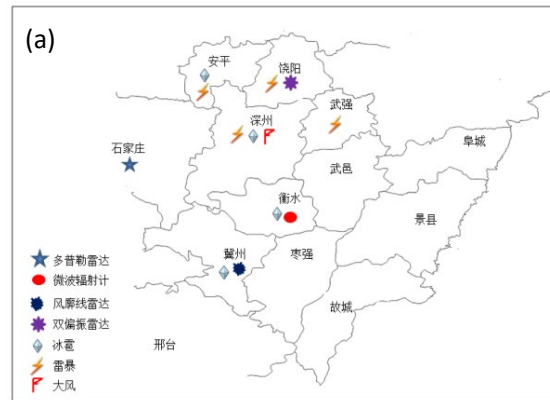 (a)
安平
饶阳
深州
武强
石家庄
武邑
阜城
衡水
景县
冀州
枣强
故城
邢台
多普勒雷达
微波辐射计
风廓线雷达
双偏振雷达
冰雹
雷暴
大风